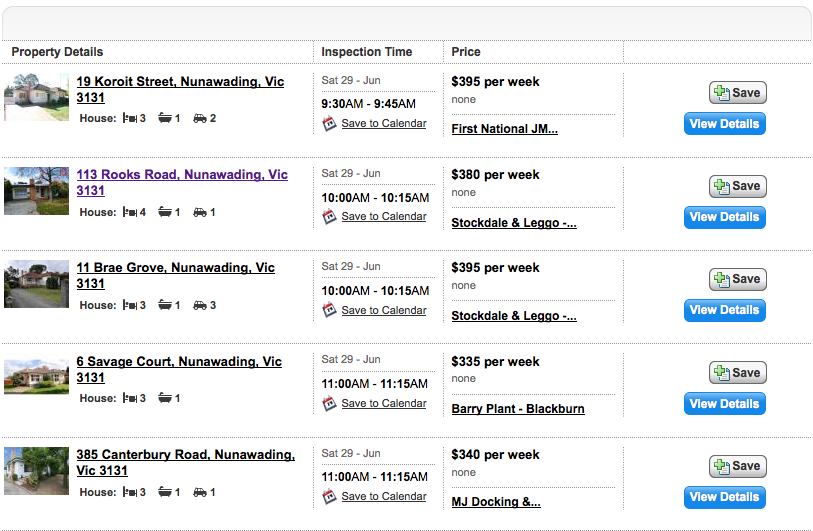 Property Details
Inspection Time
Price
19 Koroit Street, Nunawading, Vic
3131
House: 3 1 2
Sat 29 - Jun
9:30AM - 9:45AM
Save to Calendar
$395 per week
none
First National JM...
Save
View Details
113 Rooks Road, Nunawading, Vic
3131
House: 4 1 1
Sat 29 - Jun
10:00AM - 10:15AM
Save to Calendar
$380 per week
none
Stockdale & Leggo -...
Save
View Details
11 Brae Grove, Nunawading, Vic
3131
House: 3 1 3
Sat 29 - Jun
10:00AM - 10:15AM
Save to Calendar
$395 per week
none
Stockdale & Leggo -...
Save
View Details
6 Savage Court, Nunawading, Vic
3131
House: 3 1
Sat 29 - Jun
11:00AM - 11:15AM
Save to Calendar
$335 per week
none
Barry Plant - Blackburn
Save
View Details
385 Canterbury Road, Nunawading,
Vic 3131
House: 3 1 1
Sat 29 - Jun
11:00AM - 11:15AM
Save to Calendar
$340 per week
none
MJ Docking &...
Save
View Details